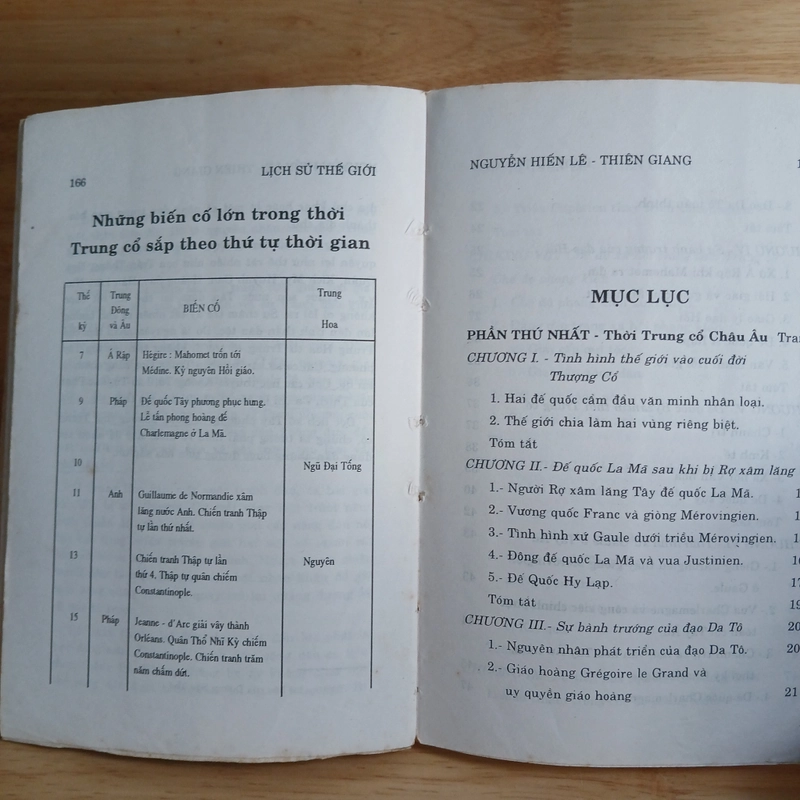 166
LỊCH SỬ THẾ GIỚI
Những biến cố lớn trong thời
Trung cổ sắp theo thứ tự thời gian
Thế kỷ
Trung Đông và Âu
BIẾN CỐ
Trung Hoa
7 Ả Rập Hégire : Mahomet trốn tới
Médine. Kỷ nguyên Hồi giáo.
9 Pháp Đế quốc Tây phương phục hưng.
Lễ tấn phong hoàng đế
Charlemagne ở La Mã.
10 Ngũ Đại Tống
11 Anh Guillaume de Normandie xâm
lăng nước Anh. Chiến tranh Thập
tự lần thứ nhất.
13 Chiến tranh Thập tự lần Nguyên
thứ 4. Thập tự quân chiếm
Constantinople.
15 Pháp Jeanne - d'Arc giải vây thành
Orléans. Quân Thổ Nhĩ Kỳ chiếm
Constantinople. Chiến tranh trăm
năm chấm dứt.
NGUYỄN HIẾN LÊ - THIÊN GIANG
MỤC LỤC
PHẦN THỨ NHẤT - Thời Trung cổ Châu Âu
CHƯƠNG I.- Tình hình thế giới vào cuối đời
Thượng Cổ
1. Hai đế quốc cầm đầu văn minh nhân loại.
2. Thế giới chia làm hai vùng riêng biệt.
Tóm tắt
CHƯƠNG II.- Đế quốc La Mã sau khi bị Rợ xâm lăng
1.- Người Rợ xâm lăng Tây đế quốc La Mã.
2.- Vương quốc Franc và giòng Mérovingien.
3.- Tình hình xứ Gaule dưới triều Mérovingien.
4.- Đông đế quốc La Mã và vua Justinien. 16
5.- Đế Quốc Hy Lạp. 17
Tóm tắt 19
CHƯƠNG III.- Sự bành trướng của đạo Da Tô 20
1.- Nguyên nhân phát triển của đạo Da Tô. 20
2.- Giáo hoàng Grégoire le Grand và
uy quyền giáo hoàng 21